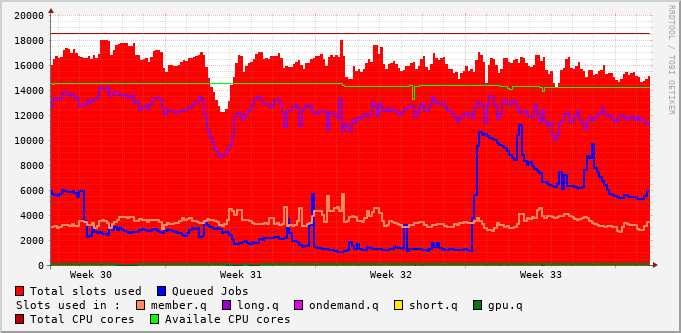 20000
18000
16000
14000
12000
10000
8000
6000
4000
2000
0
Week 30 Week 31 Week 32 Week 33
Total slots used Queued Jobs
Slots used in : member.q long.q ondemand.q short.q gpu.q
Total CPU cores Availale CPU cores
RRDTOOL / TOBI OETIKER